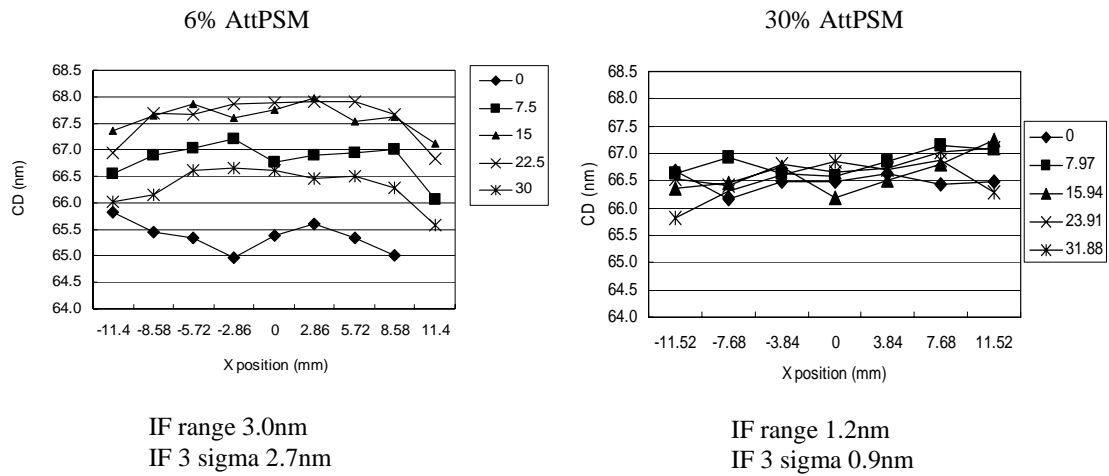 6% AttPSM
68.5
68.0
67.5
67.0
66.5
66.0
65.5
65.0
64.5
64.0
CD (nm)
-11.4 -8.58 -5.72 -2.86 0 2.86 5.72 8.58 11.4
X position (mm)
0
7.5
15
22.5
30
IF range 3.0nm
IF 3 sigma 2.7nm
30% AttPSM
68.5
68.0
67.5
67.0
66.5
66.0
65.5
65.0
64.5
64.0
CD (nm)
-11.52 -7.68 -3.84 0 3.84 7.68 11.52
X position (mm)
0
7.97
15.94
23.91
31.88
IF range 1.2nm
IF 3 sigma 0.9nm